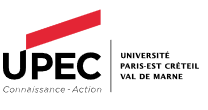 UPEC
Connaissance - Action
UNIVERSITÉ
PARIS-EST CRÉTEIL
VAL DE MARNE